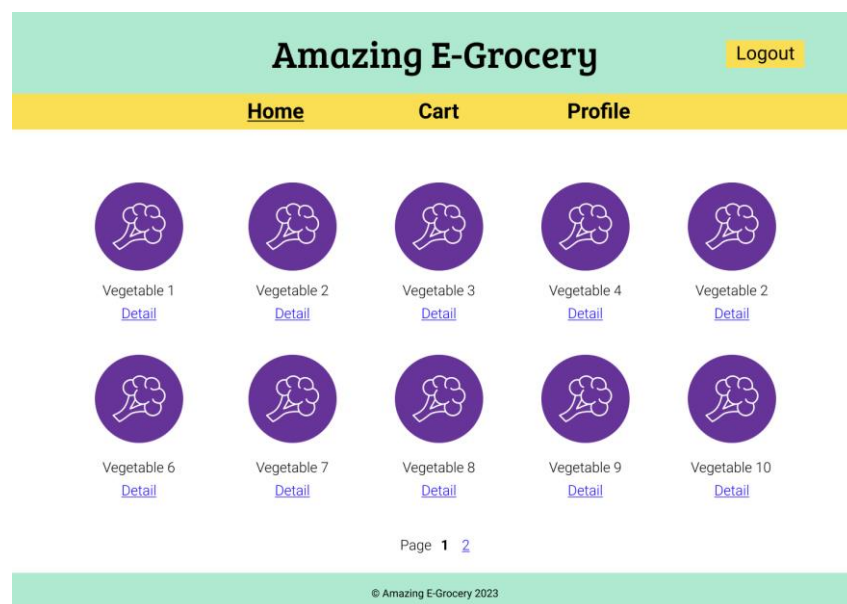 Amazing E-Grocery
Logout
Home Cart Profile
Vegetable 1 Vegetable 2 Vegetable 3 Vegetable 4 Vegetable 2
Detail Detail Detail Detail Detail
Vegetable 6 Vegetable 7 Vegetable 8 Vegetable 9 Vegetable 10
Detail Detail Detail Detail Detail
Page 1 2
© Amazing E-Grocery 2023